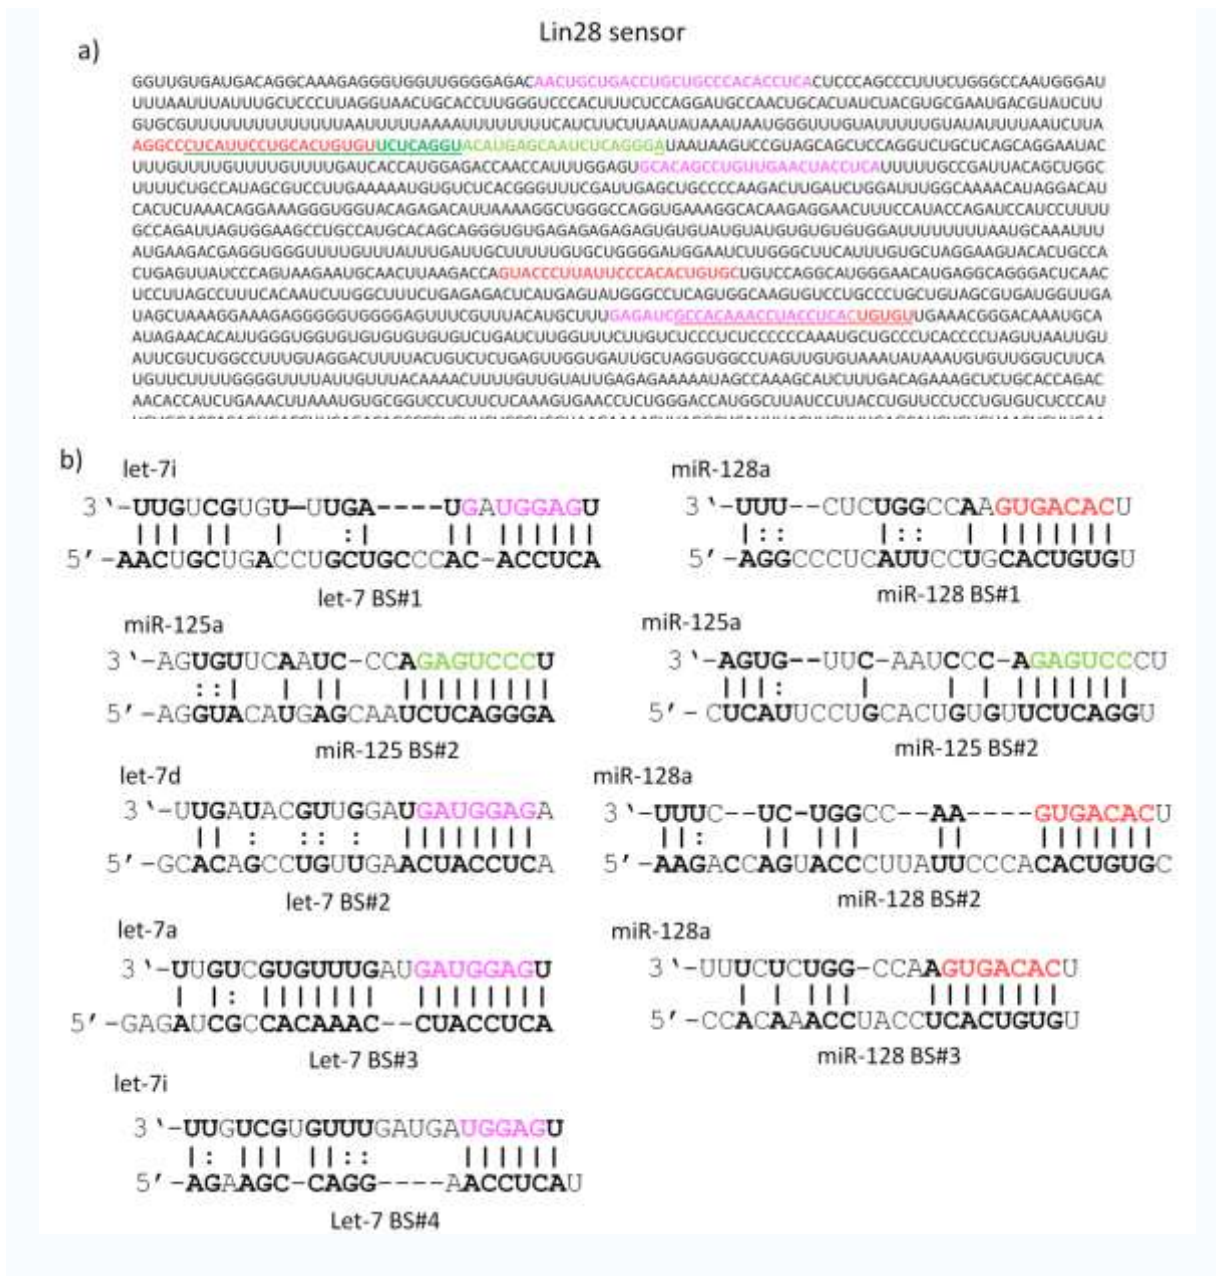 Lin28 sensor
a)
GGUUGUGAUGACAGGCAAAGAGGGUGGUUGGGGAGACAACUGCUGACCUGCUGCCCACACCUCACUCCCAGCCCUUUCUGGGCCAAUGGGAU
UUUAAUUUAUUUGCUCCCUUAGGUAACUGCACCUUGGGUCCCACUUUCUCCAGGAUGCCAACUGCACUAUCUACGUGCGAAUGACGUAUCUU
GUGCGUUUUUUUUUUUUUUUAAUUUUUAAAAUUUUUUUUCAUCUUCUUAAUAUAAAUAAUGGGUUUGUAUUUUUGUAUAUUUUAAUCUUA
AGGCCCUCAUUCCUGCACUGUGUUCUCAGGUACAUGAGCAAUCUCAGGGAUAAUAAGUCCGUAGCAGCUCCAGGUCUGCUCAGCAGGAAUAC
UUUGUUUUGUUUUGUUUUGAUCACCAUGGAGACCAACCAUUUGGAGUGCACAGCCUGUUGAACUACCUCAUUUUUGCCGAUUACAGCUGGC
UUUUCUGCCAUAGCGUCCUUGAAAAAUGUGUCUCACGGGUUUCGAUUGAGCUGCCCCAAGACUUGAUCUGGAUUUGGCAAAACAUAGGACAU
CACUCUAAACAGGAAAGGGUGGUACAGAGACAUUAAAAGGCUGGGCCAGGUGAAAGGCACAAGAGGAACUUUCCAUACCAGAUCCAUCCUUUU
GCCAGAUUAGUGGAAGCCUGCCAUGCACAGCAGGGUGUGAGAGAGAGAGUGUGUAUGUAUGUGUGUGUGGAUUUUUUUUAAUGCAAAUUU
AUGAAGACGAGGUGGGUUUUGUUUAUUUGAUUGCUUUUUGUGCUGGGGAUGGAAUCUUGGGCUUCAUUUGUGCUAGGAAGUACACUGCCA
CUGAGUUAUCCCAGUAAGAAUGCAACUUAAGACCAGUACCCUUAUUCCCACACUGUGCUGUCCAGGCAUGGGAACAUGAGGCAGGGACUCAAC
UCCUUAGCCUUUCACAAUCUUGGCUUUCUGAGAGACUCAUGAGUAUGGGCCUCAGUGGCAAGUGUCCUGCCCUGCUGUAGCGUGAUGGUUGA
UAGCUAAAGGAAAGAGGGGGUGGGGAGUUUCGUUUACAUGCUUUGAGAUCGCCACAAACCUACCUCACUGUGUUGAAACGGGACAAAUGCA
AUAGAACACAUUGGGUGGUGUGUGUGUGUGUCUGAUCUUGGUUUCUUGUCUCCCUCUCCCCCCAAAUGCUGCCCUCACCCCUAGUUAAUUGU
AUUCGUCUGGCCUUUGUAGGACUUUUACUGUCUCUGAGUUGGUGAUUGCUAGGUGGCCUAGUUGUGUAAAUAUAAAUGUGUUGGUCUUCA
UGUUCUUUUGGGGUUUUAUUGUUUACAAAACUUUUGUUGUAUUGAGAGAAAAAUAGCCAAAGCAUCUUUGACAGAAAGCUCUGCACCAGAC
AACACCAUCUGAAACUUAAAUGUGCGGUCCUCUUCUCAAAGUGAACCUCUGGGACCAUGGCUUAUCCUUACCUGUUCCUCCUGUGUCUCCCAU
b)
let-7i
3 '-UUGUCGUGU–UUGA----UGAUGGAGU
5′-AACUGCUGACCUGCUGCCCAC-ACCUCA
let-7 BS#1
miR-128a
3 '-UUU--CUCUGGCCAAGUGACACU
5′-AGGCCCUCAUUCCUGCACUGUGU
miR-128 BS#1
miR-125a
3 '-AGUGUUCAAUC-CCAGAGUCCCU
5′-AGGUACAUGAGCAAUCUCAGGGA
miR-125 BS#2
miR-125a
3 '-AGUG--UUC-AAUCCC-AGAGUCCCU
5′- CUCAUUCCUGCACUGUGUUCUCAGGU
miR-125 BS#2
let-7d
3 '-UUGAUACGUUGGAUGAUGGAGA
5′-GCACAGCCUGUUGAACUACCUCA
let-7 BS#2
miR-128a
3 '-UUUC--UC-UGGCC--AA----GUGACACU
5′-AAGACCAGUACCCUUAUUCCCACACUGUGC
miR-128 BS#2
let-7a
3 '-UUGUCGUGUUUGAUGAUGGAGU
5′-GAGAUCGCCACAAAC--CUACCUCA
Let-7 BS#3
miR-128a
3 '-UUUCUCUGG-CCAAGUGACACU
5′-CCACAAACCUACCUCACUGUGU
miR-128 BS#3
let-7i
3 '-UUGUCGUGUUUGAUGAUGGAGU
5′-AGAAGC-CAGG----AACCUCAU
Let-7 BS#4